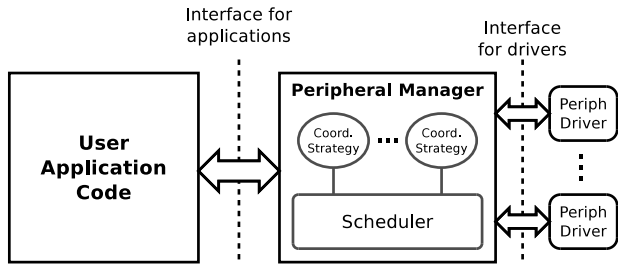 Interface for
applications
Interface
for drivers
User
Application
Code
Peripheral Manager
Coord.
Strategy
...
Coord.
Strategy
Scheduler
Periph
Driver
Periph
Driver